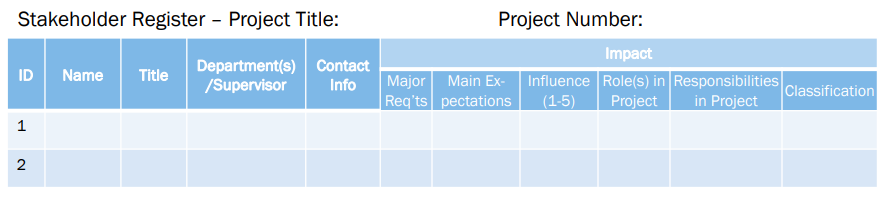 Stakeholder Register – Project Title: Project Number:
Impact
ID Name Title Department(s) /Supervisor Contact Info
Major Req'ts Main Ex- pectations Influence (1-5) Role(s) in Project Responsibilities in Project Classification
1
2